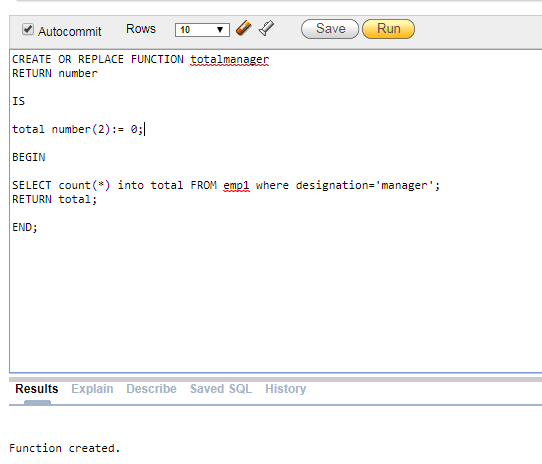 Autocommit Rows 10 Save Run
CREATE OR REPLACE FUNCTION totalmanager
RETURN number
IS
total number(2):= 0;
BEGIN
SELECT count(*) into total FROM emp1 where designation='manager';
RETURN total;
END;
Results Explain Describe Saved SQL History
Function created.